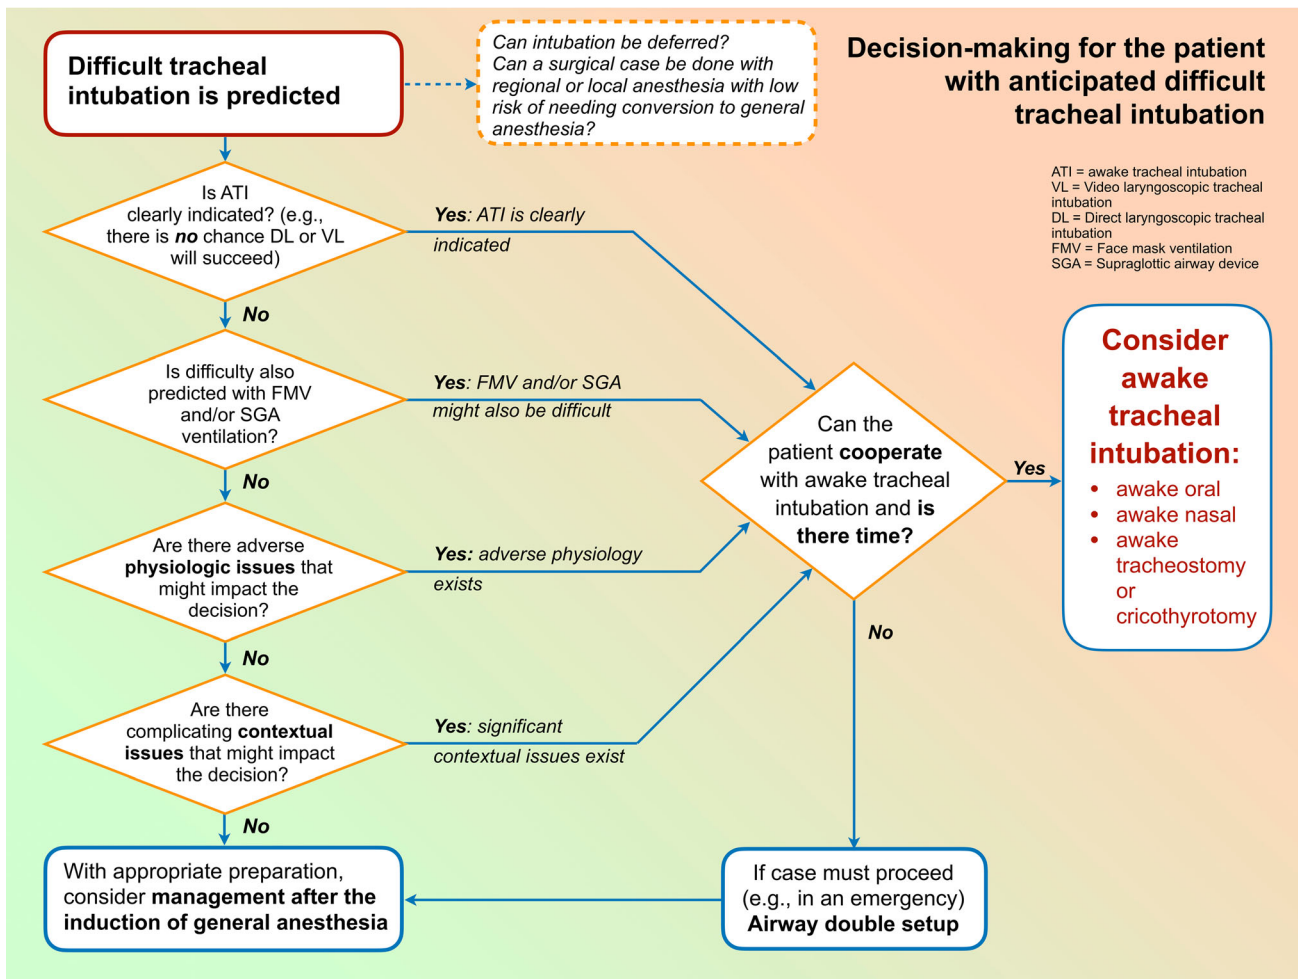 Difficult tracheal
intubation is predicted
Can intubation be deferred?
Can a surgical case be done with
regional or local anesthesia with low
risk of needing conversion to general
anesthesia?
Decision-making for the patient
with anticipated difficult
tracheal intubation
ATI = awake tracheal intubation
VL = Video laryngoscopic tracheal
intubation
DL = Direct laryngoscopic tracheal
intubation
FMV = Face mask ventilation
SGA = Supraglottic airway device
Is ATI
clearly indicated? (e.g.,
there is no chance DL or VL
will succeed)
Yes: ATI is clearly
indicated
No
Is difficulty also
predicted with FMV
and/or SGA
ventilation?
Yes: FMV and/or SGA
might also be difficult
No
Are there adverse
physiologic issues that
might impact the
decision?
Yes: adverse physiology
exists
No
Are there
complicating contextual
issues that might impact
the decision?
Yes: significant
contextual issues exist
No
With appropriate preparation,
consider management after the
induction of general anesthesia
Can the
patient cooperate
with awake tracheal
intubation and is
there time?
Yes
Consider
awake
tracheal
intubation:
• awake oral
• awake nasal
• awake
tracheostomy
or
cricothyrotomy
No
If case must proceed
(e.g., in an emergency)
Airway double setup